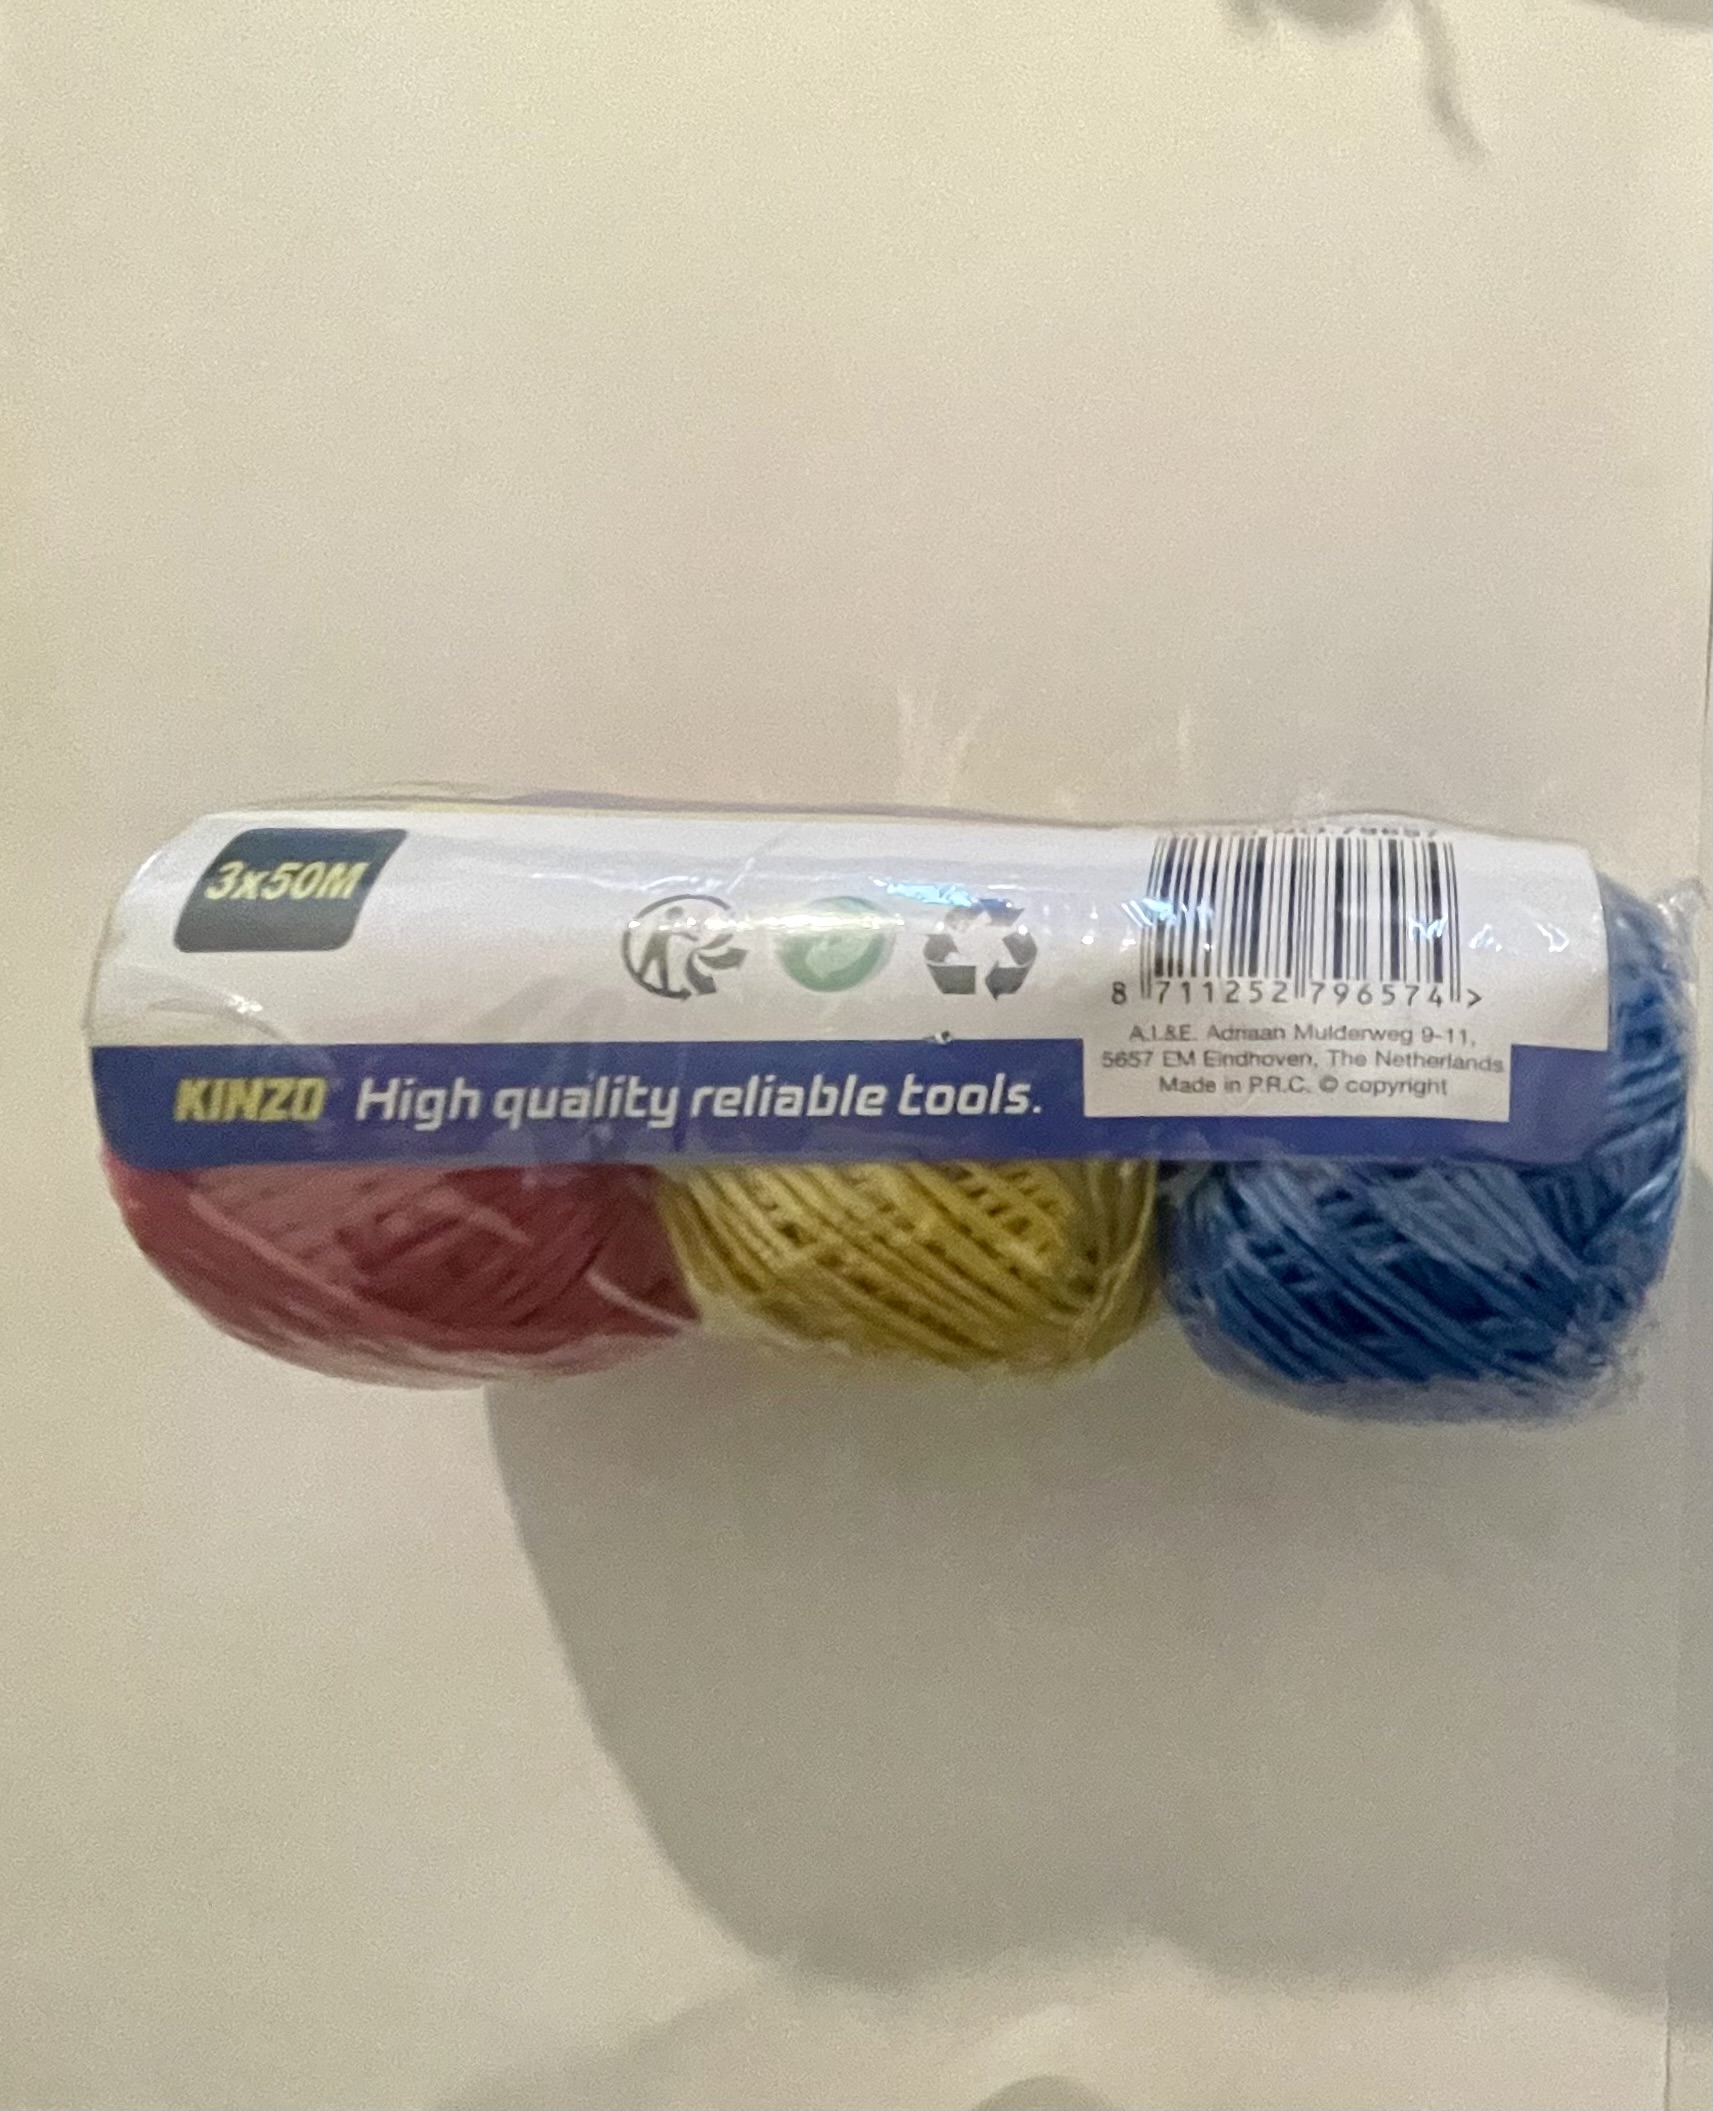 3x50M
8 711252 796574 >
A.I.&E. Adriaan Mulderweg 9-11,
5657 EM Eindhoven, The Netherlands
Made in P.R.C. © copyright
KINZO High quality reliable tools.